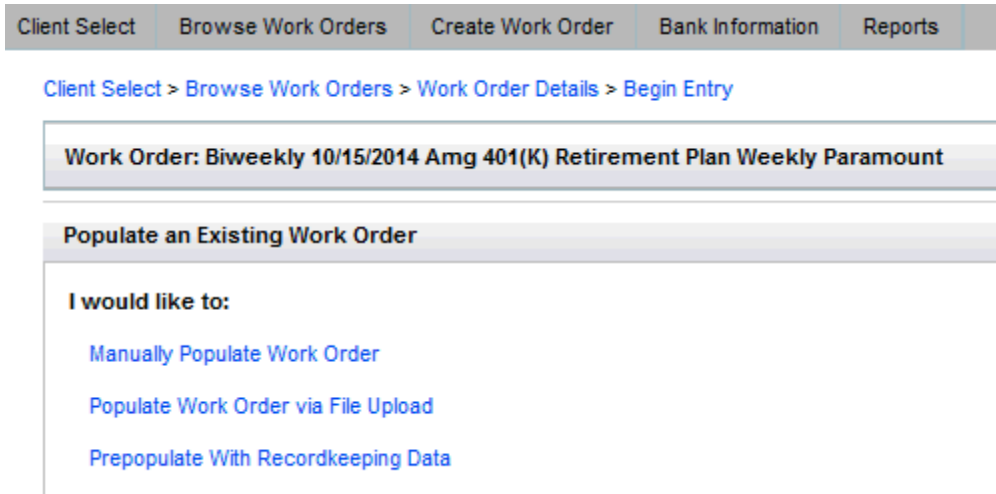 Client Select Browse Work Orders Create Work Order Bank Information Reports
Client Select > Browse Work Orders > Work Order Details > Begin Entry
Work Order: Biweekly 10/15/2014 Amg 401(K) Retirement Plan Weekly Paramount
Populate an Existing Work Order
I would like to:
Manually Populate Work Order
Populate Work Order via File Upload
Prepopulate With Recordkeeping Data